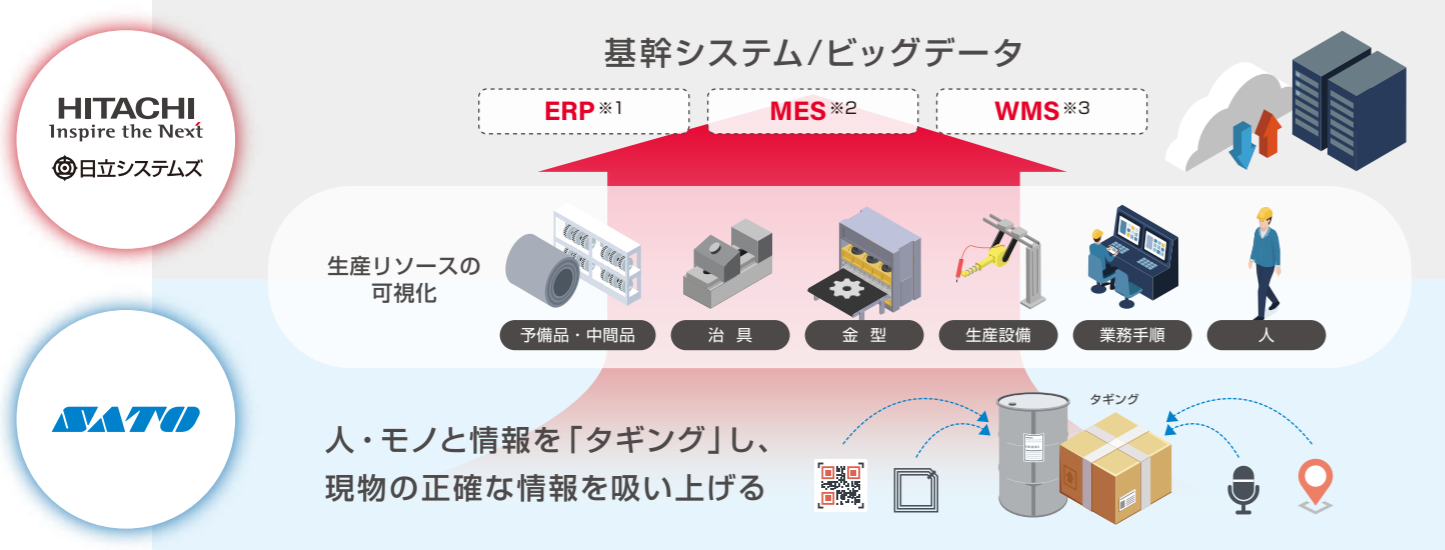 HITACHI
Inspire the Next
日立システムズ
基幹システム/ビッグデータ
ERP※1
MES※2
WMS※3
生産リソースの
可視化
予備品・中間品
治 具
金 型
生産設備
業務手順
人
SATO
人・モノと情報を「タギング」し、
現物の正確な情報を吸い上げる
タギング